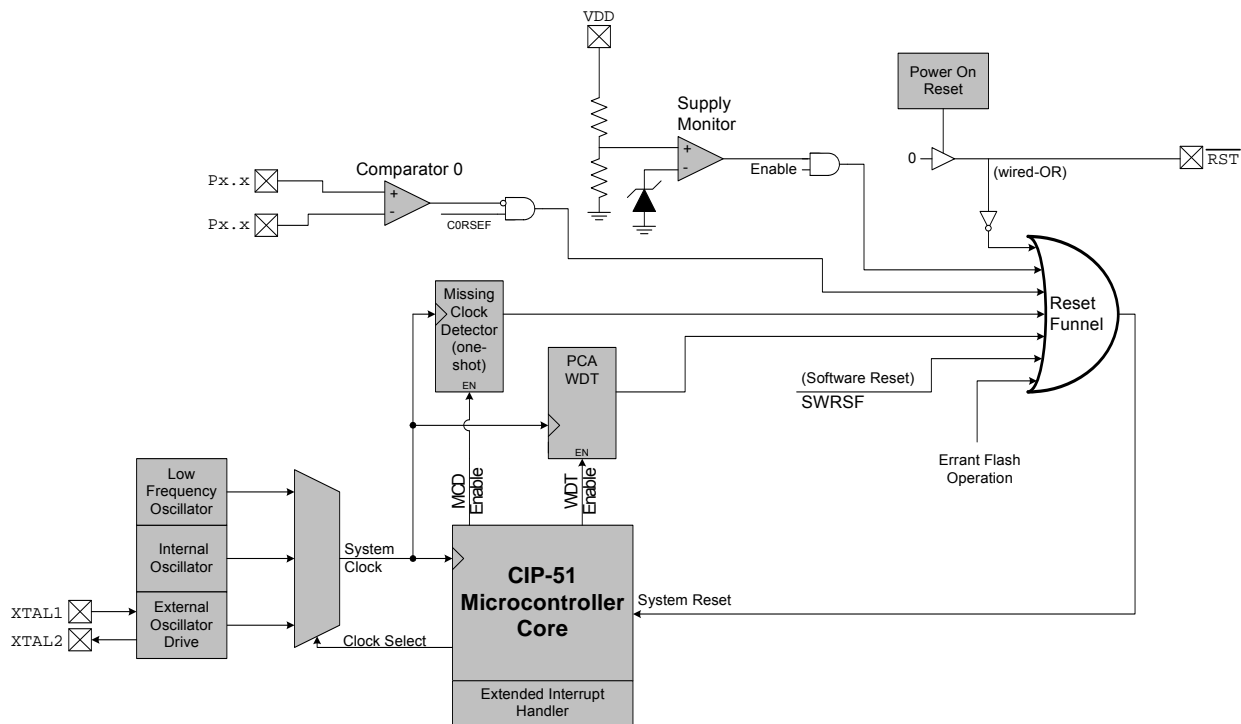 VDD
Power On
Reset
Supply
Monitor
+
-
Enable
0
(wired-OR)
RST
Comparator 0
Px.x
Px.x
+
-
C0RSEF
Missing
Clock
Detector
(one-
shot)
EN
PCA
WDT
EN
Reset
Funnel
(Software Reset)
SWRSF
Errant Flash
Operation
MCD
Enable
WDT
Enable
Low
Frequency
Oscillator
Internal
Oscillator
External
Oscillator
Drive
XTAL1
XTAL2
System
Clock
Clock Select
CIP-51
Microcontroller
Core
System Reset
Extended Interrupt
Handler